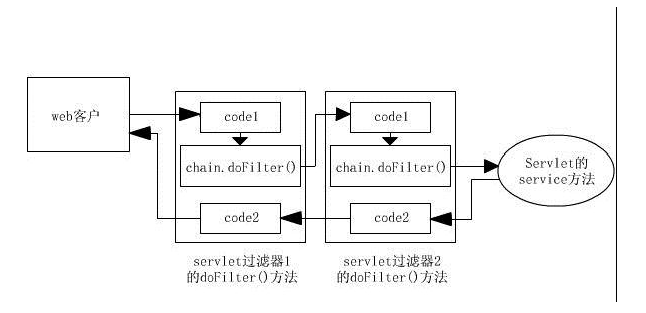 web客户
code1
chain.doFilter()
code2
servlet过滤器1
的doFilter()方法
code1
chain.doFilter()
code2
servlet过滤器2
的doFilter()方法
Servlet的
service方法